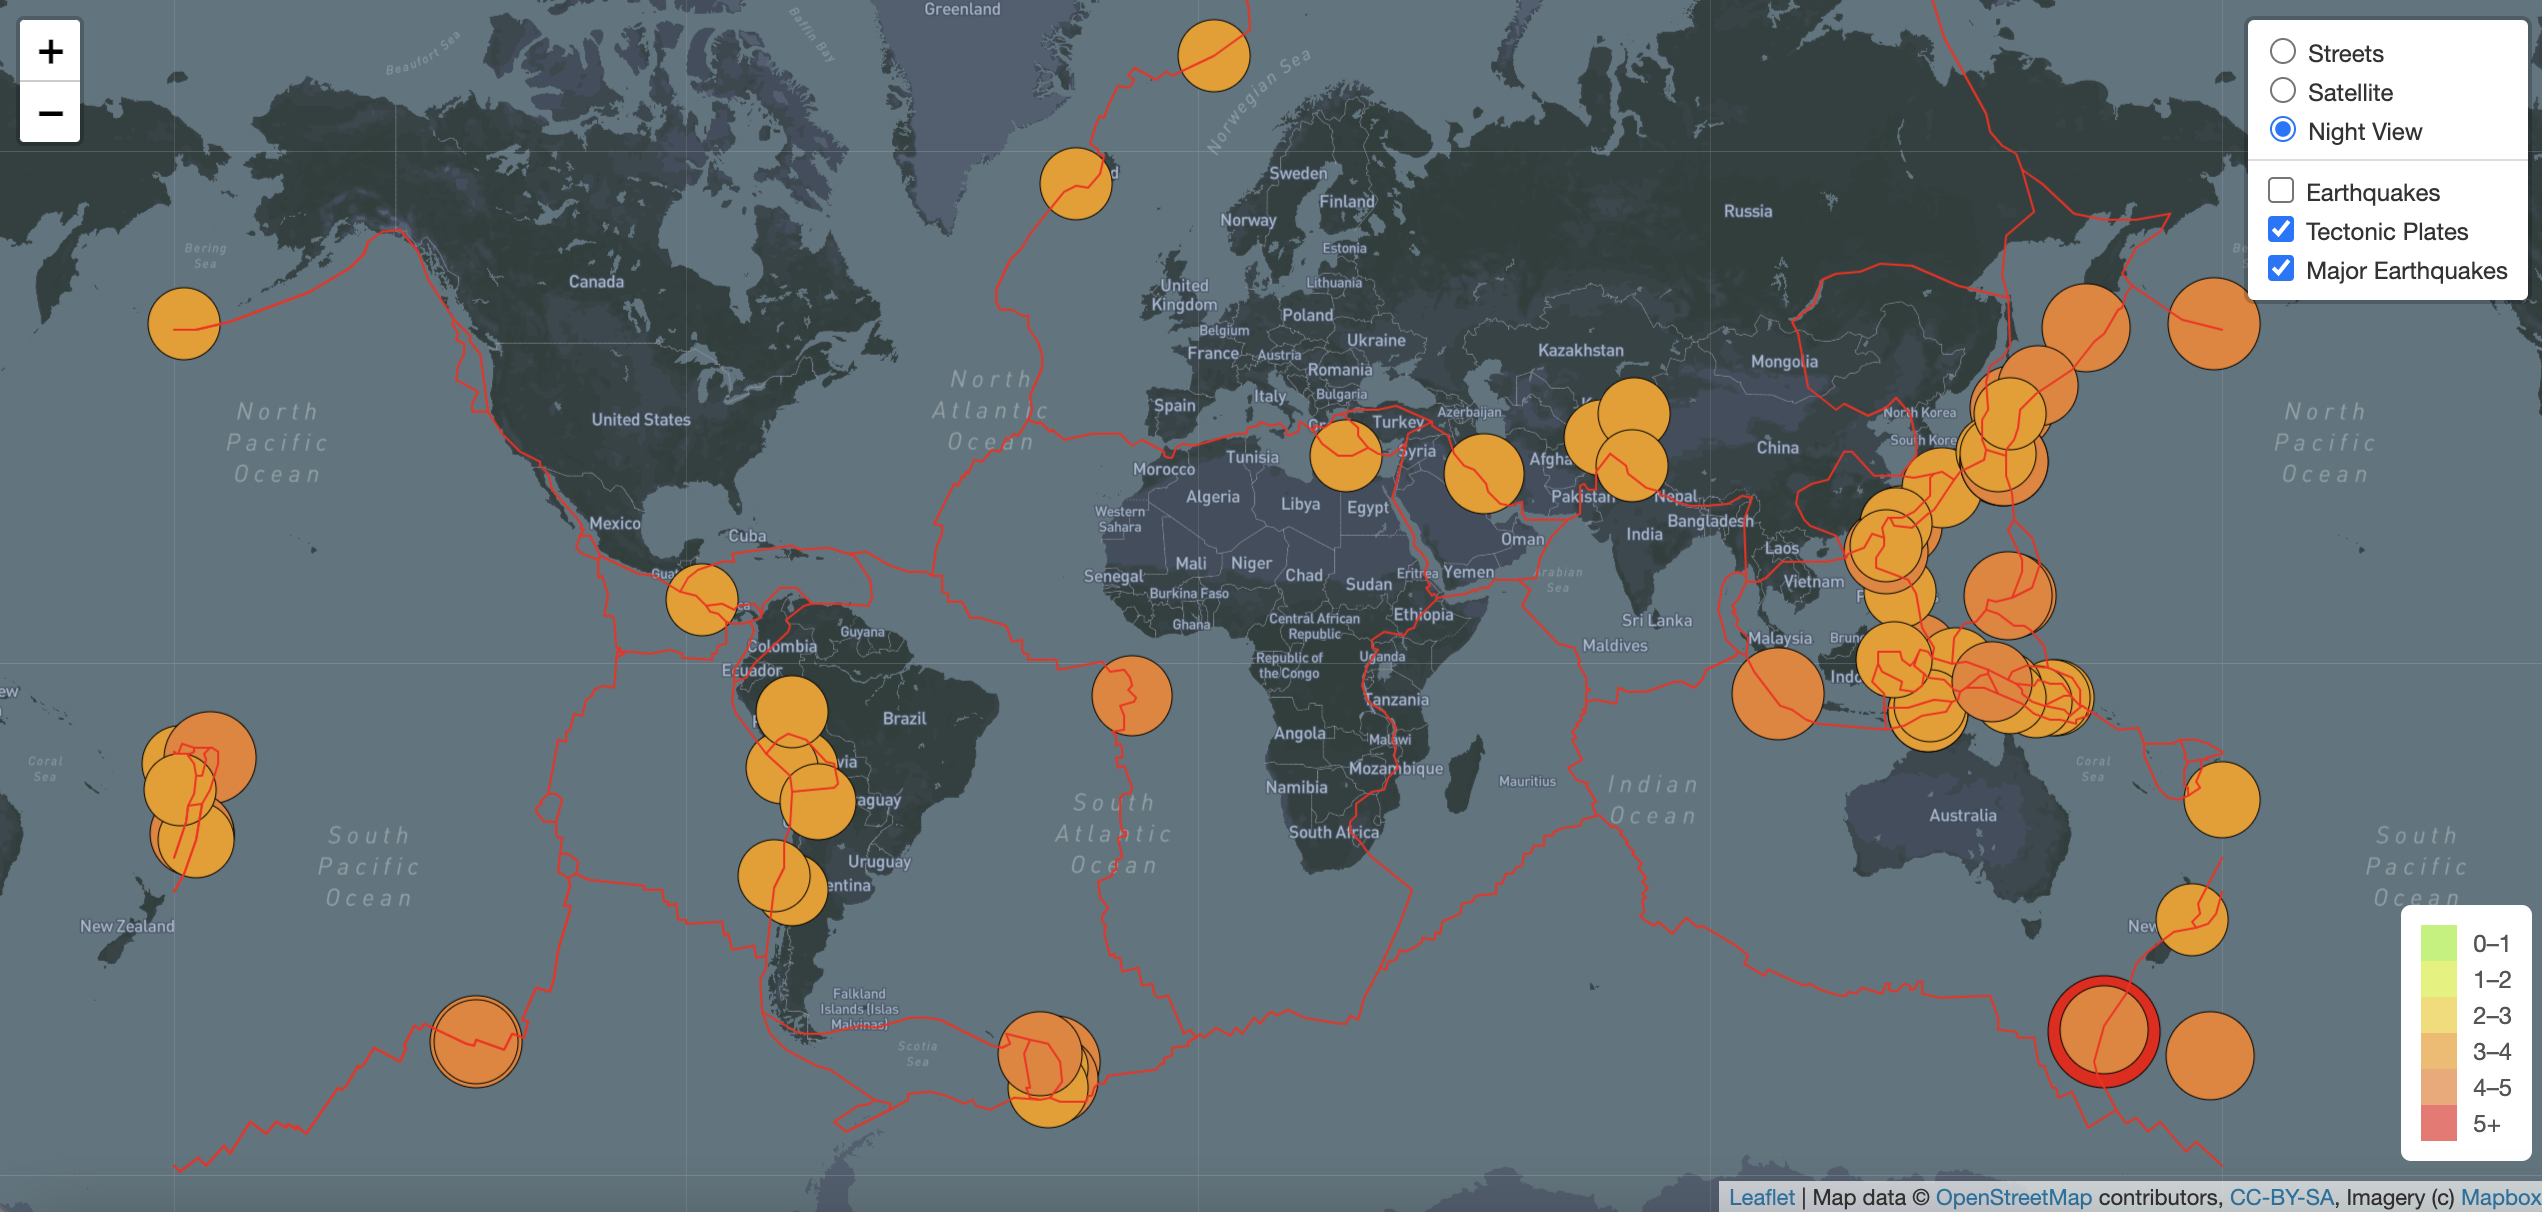 +
−
Streets
Satellite
Night View
Earthquakes
Tectonic Plates
Major Earthquakes
Greenland
Baffin Bay
Beaufort Sea
Norwegian Sea
Sweden
Finland
Norway
Russia
Estonia
Bering
Sea
Canada
United
Kingdom
Lithuania
Poland
Belgium
Ukraine
France
Austria
Kazakhstan
Mongolia
Romania
North
Atlantic
Ocean
Spain
Italy
Bulgaria
Azerbaijan
North Korea
North
Pacific
Ocean
United States
Turkey
South Kore
North
Pacific
Ocean
Morocco
Tunisia
Syria
Afgha
China
Algeria
Libya
Egypt
Pakistan
Nepal
Western
Sahara
Bangladesh
Mexico
Cuba
India
Oman
Laos
Guat
Senegal
Mali
Niger
Chad
Sudan
Eritrea
Yemen
Arabian
Sea
Vietnam
Burkina Faso
Ghana
Central African
Republic
Ethiopia
Sri Lanka
Guyana
Colombia
Maldives
Malaysia
Brun
Ecuador
Republic of
the Congo
Uganda
Indo
Tanzania
Brazil
Angola
Malawi
via
Coral
Sea
Mozambique
Namibia
Mauritius
Indian
Ocean
Coral
Sea
aguay
South
Atlantic
Ocean
South Africa
Australia
South
Pacific
Ocean
Uruguay
entina
South
Pacific
Ocean
New Zealand
New
Falkland
Islands (Islas
Malvinas)
Scotia
Sea
0–1
1–2
2–3
3–4
4–5
5+
Leaflet | Map data © OpenStreetMap contributors, CC-BY-SA, Imagery (c) Mapbox